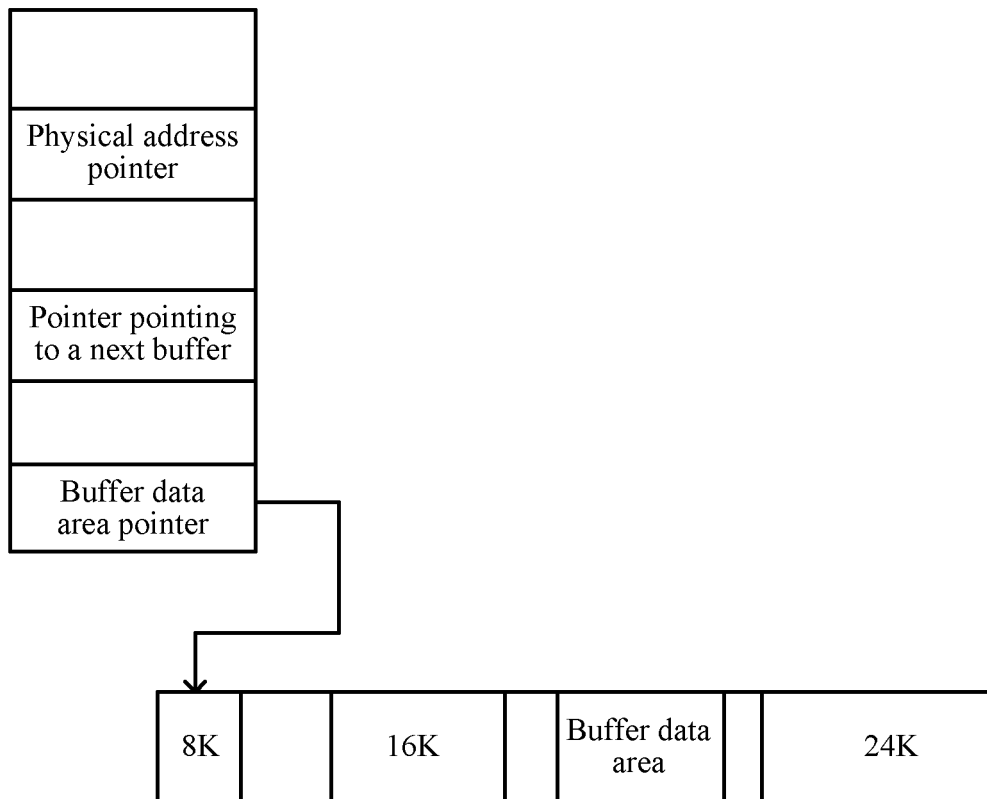 Physical address
pointer
Pointer pointing
to a next buffer
Buffer data
area pointer
8K
16K
Buffer data
area
24K